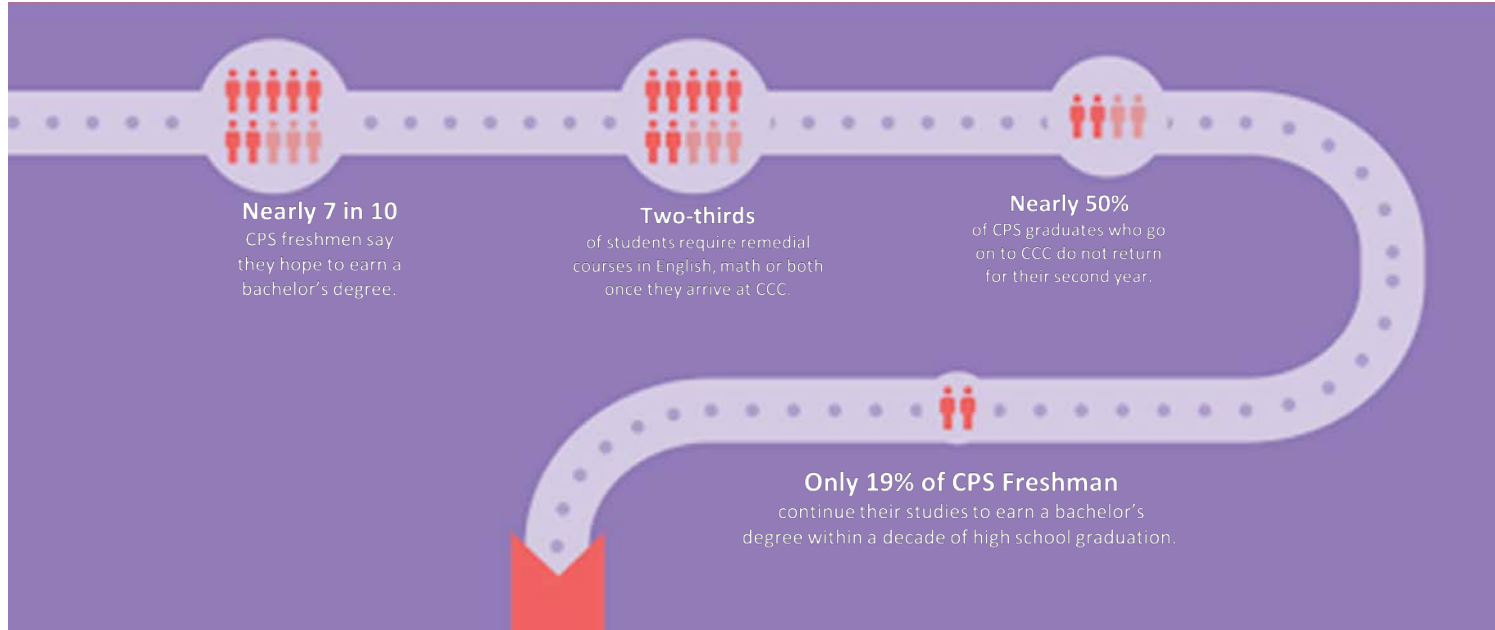 Nearly 7 in 10
CPS freshmen say
they hope to earn a
bachelor's degree.
Two-thirds
of students require remedial
courses in English, math or both
once they arrive at CCC.
Nearly 50%
of CPS graduates who go
on to CCC do not return
for their second year.
Only 19% of CPS Freshman
continue their studies to earn a bachelor's
degree within a decade of high school graduation.